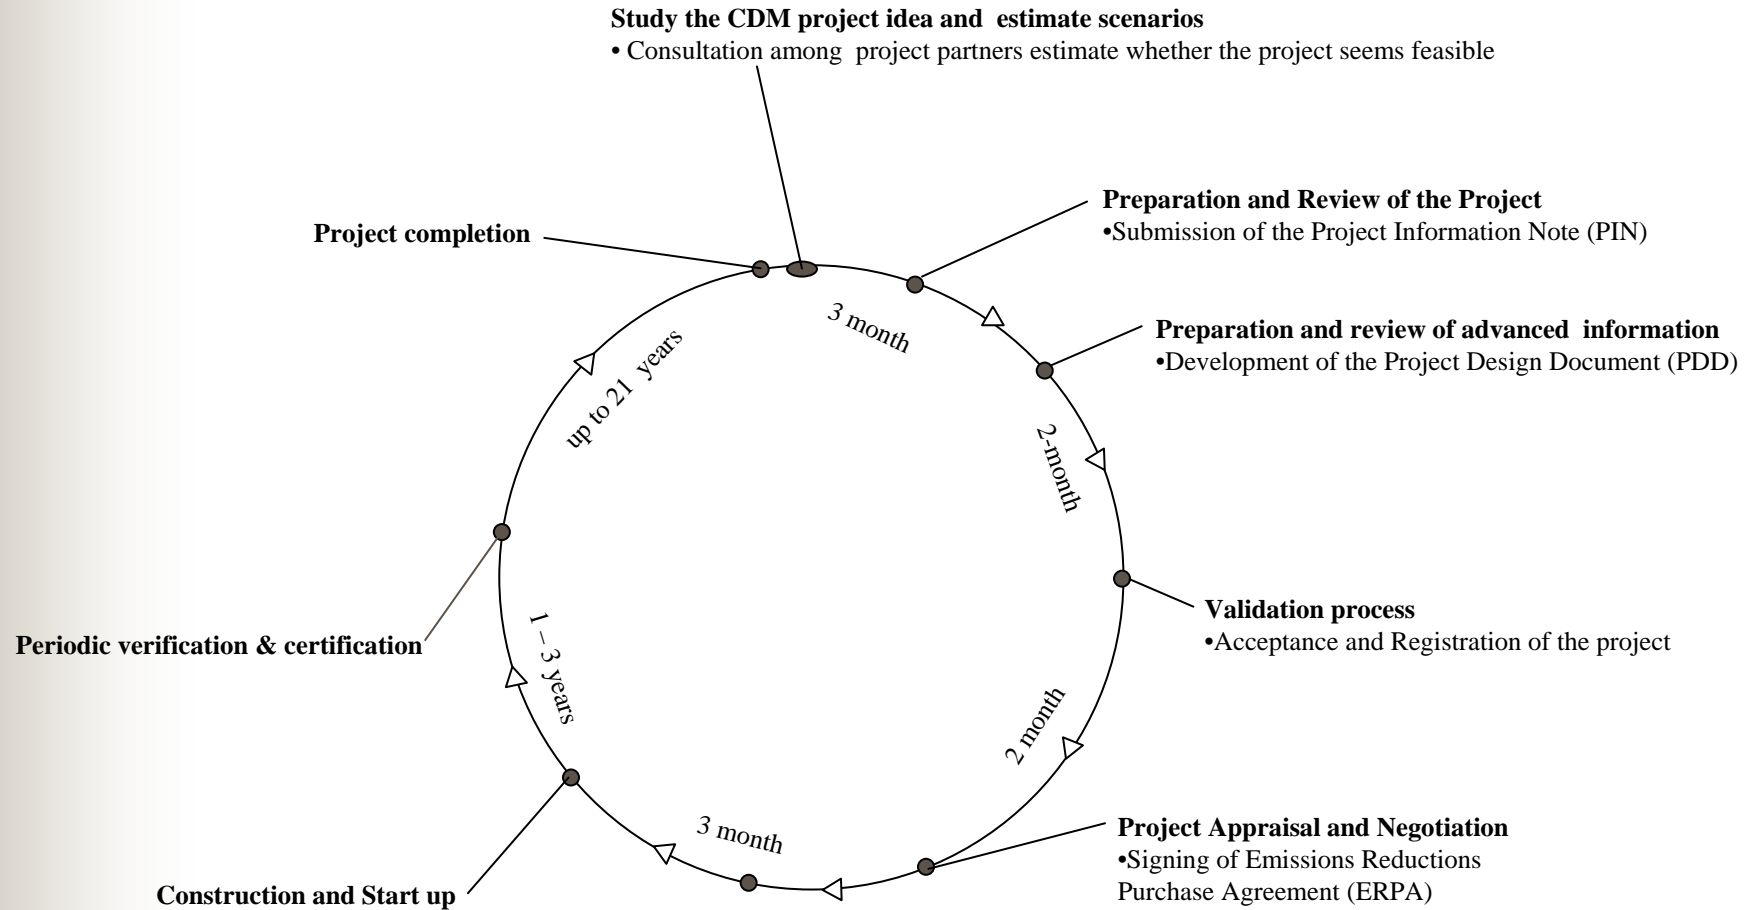 Study the CDM project idea and  estimate scenarios
• Consultation among  project partners estimate whether the project seems feasible
Preparation and Review of the Project
•Submission of the Project Information Note (PIN)
Project completion
3 month
Preparation and review of advanced  information
•Development of the Project Design Document (PDD)
up to 21  years
2-month
Validation process
•Acceptance and Registration of the project
Periodic verification & certification
1 – 3 years
2 month
Project Appraisal and Negotiation
•Signing of Emissions Reductions
Purchase Agreement (ERPA)
3 month
Construction and Start up